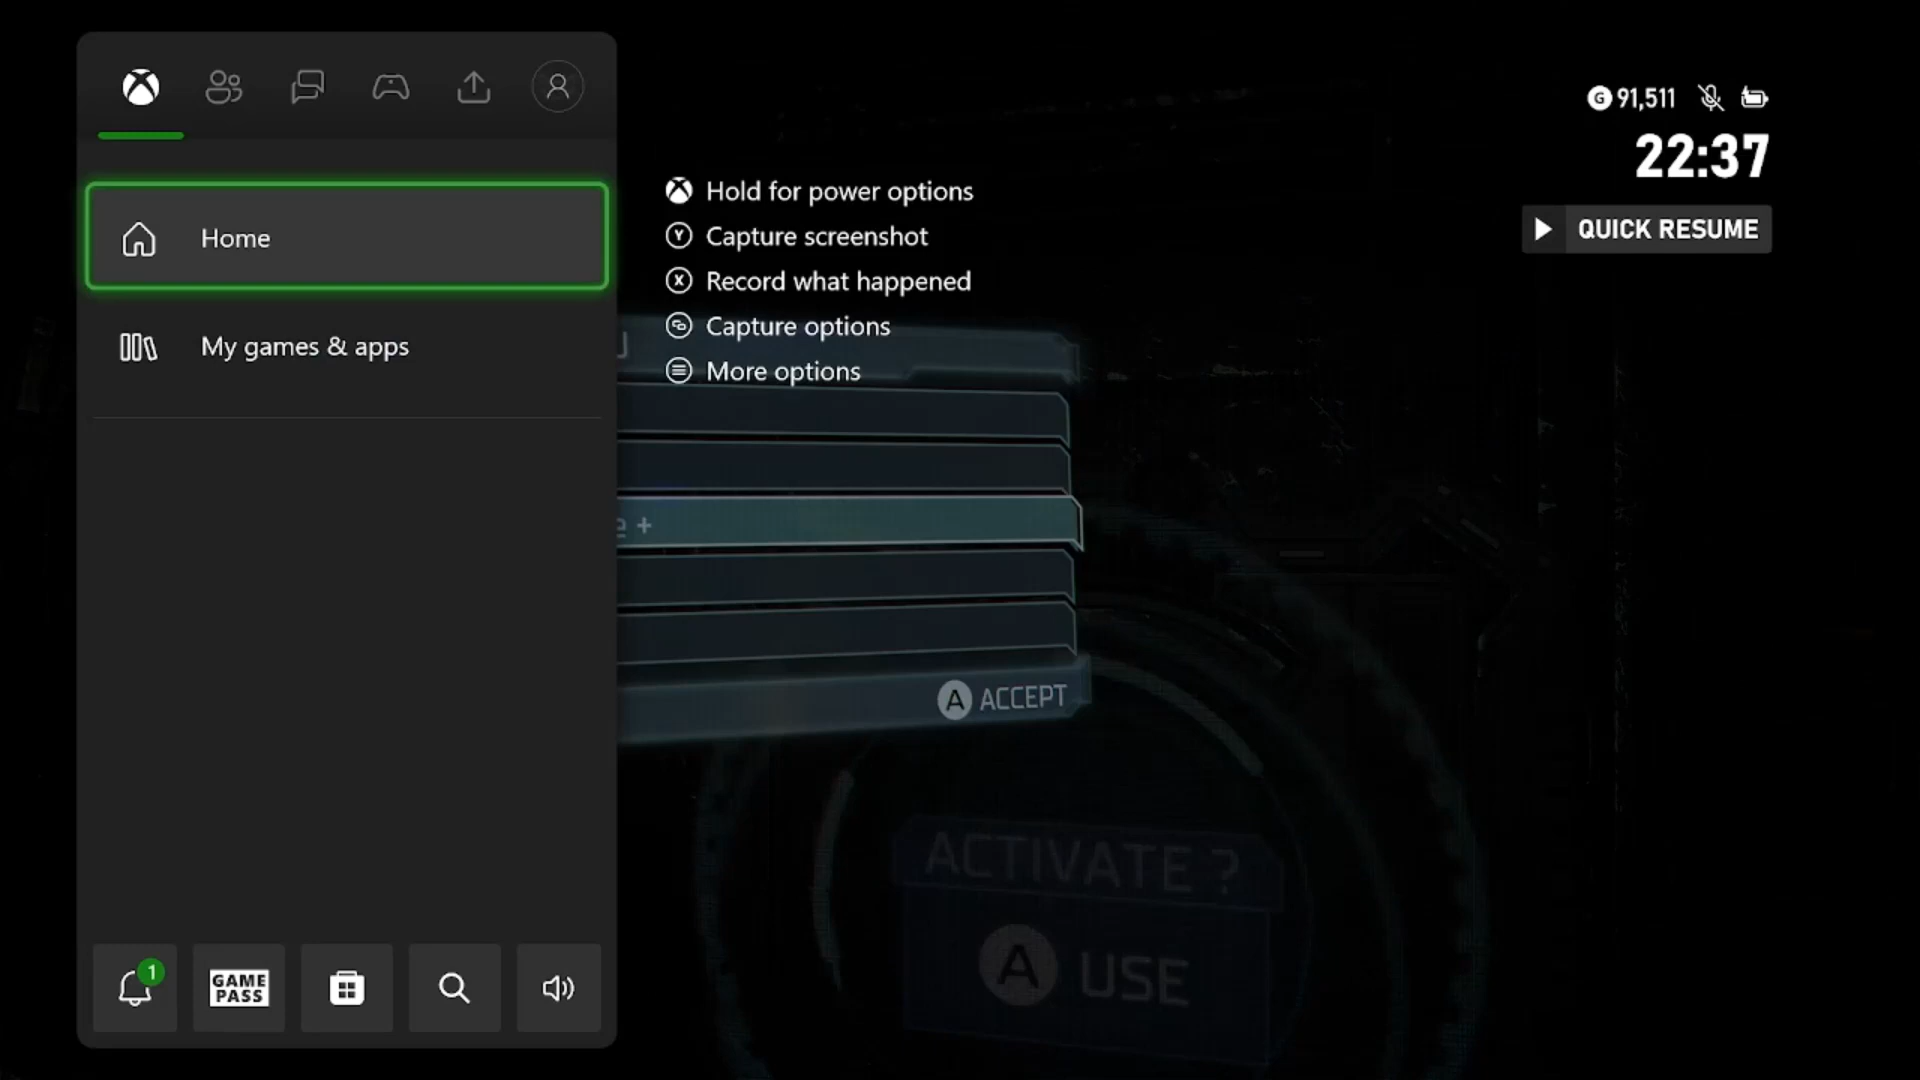 G 91,511
22:37
QUICK RESUME
Home
My games & apps
Hold for power options
Y Capture screenshot
X Record what happened
Capture options
More options
+
A ACCEPT
ACTIVATE ?
A USE
1
GAME
PASS